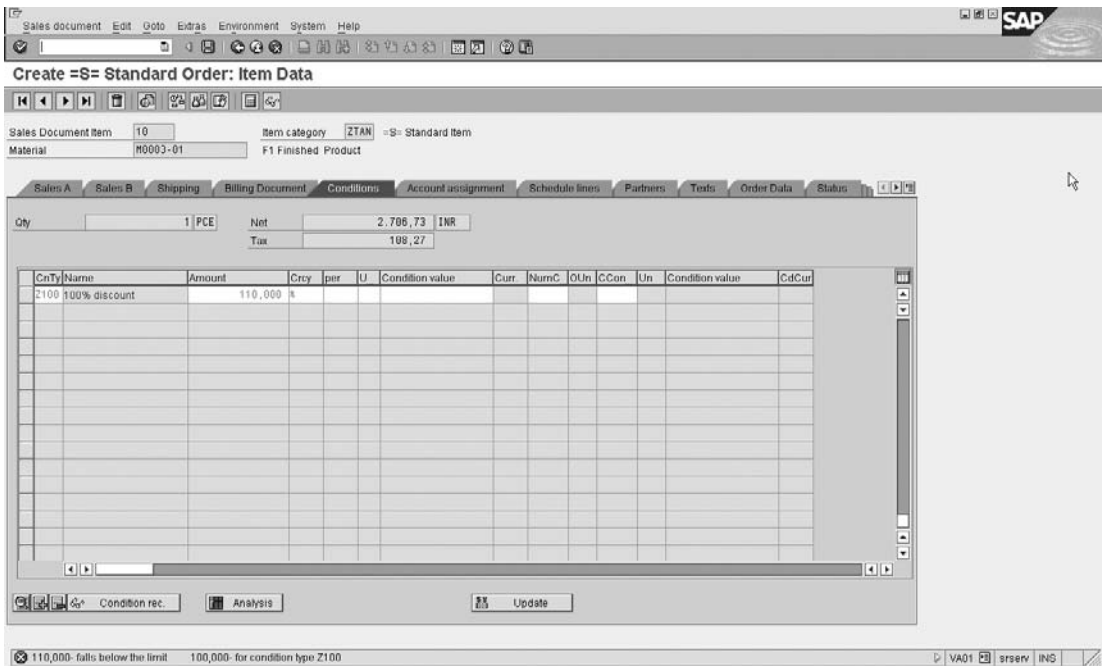 Sales document Edit Goto Extras Environment System Help
SAP
Create =S= Standard Order: Item Data
Sales Document Item 10 Item category ZTAN =S= Standard Item
Material M0003-01 F1 Finished Product
Sales A Sales B Shipping Billing Document Conditions Account assignment Schedule lines Partners Texts Order Data Status
Qty 1 PCE Net 2.706,73 INR
Tax 108,27
CnTy Name Amount Crcy per U Condition value Curr. NumC OUn CCon Un Condition value CdCur
Z100 100% discount 110,000 %
Condition rec. Analysis Update
110,000- falls below the limit 100,000- for condition type Z100 VA01 srserv INS